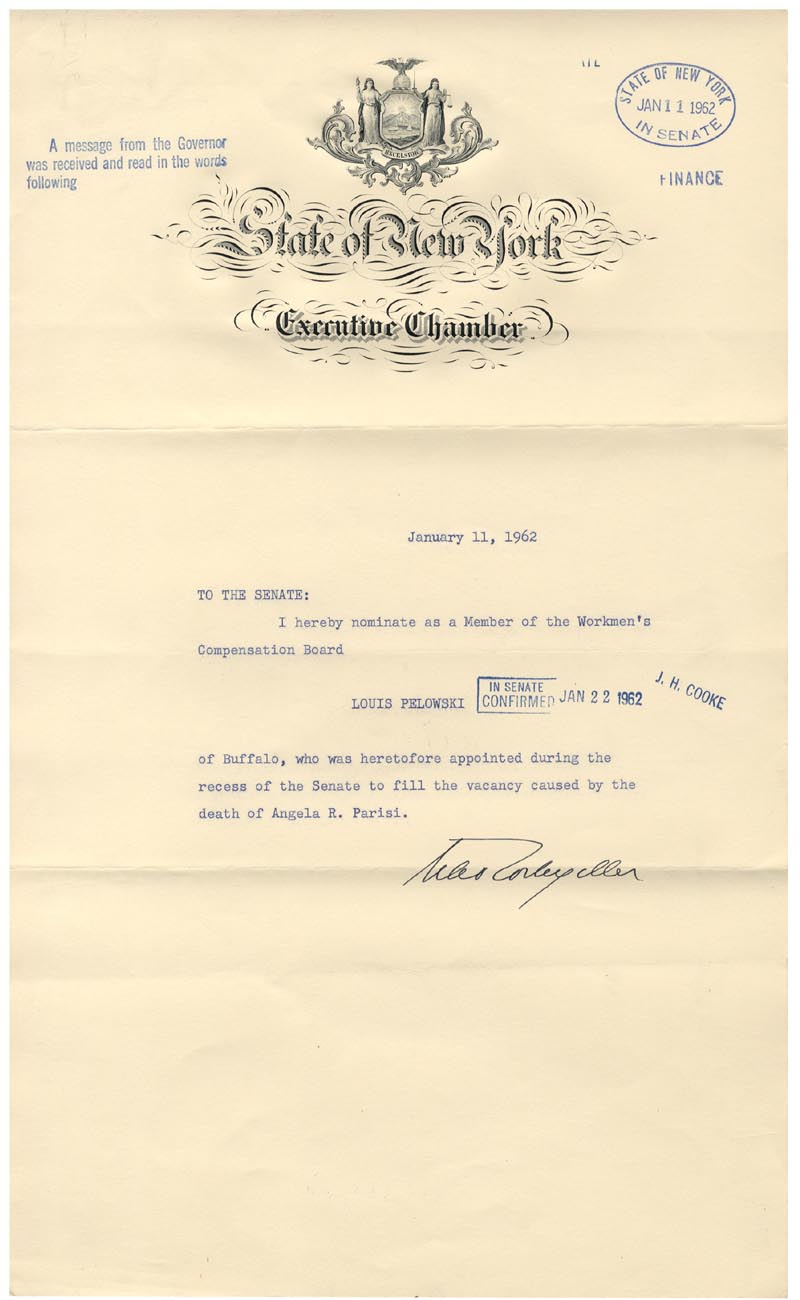 STATE OF NEW YORK
JAN 11 1962
IN SENATE
A message from the Governor
was received and read in the words
following
EXCELSIOR
FINANCE
State of New York
Executive Chamber
January 11, 1962
TO THE SENATE:
I hereby nominate as a Member of the Workmen's
Compensation Board
LOUIS PELOWSKI
IN SENATE
CONFIRMED JAN 22 1962
J. H. COOKE
of Buffalo, who was heretofore appointed during the
recess of the Senate to fill the vacancy caused by the
death of Angela R. Parisi.